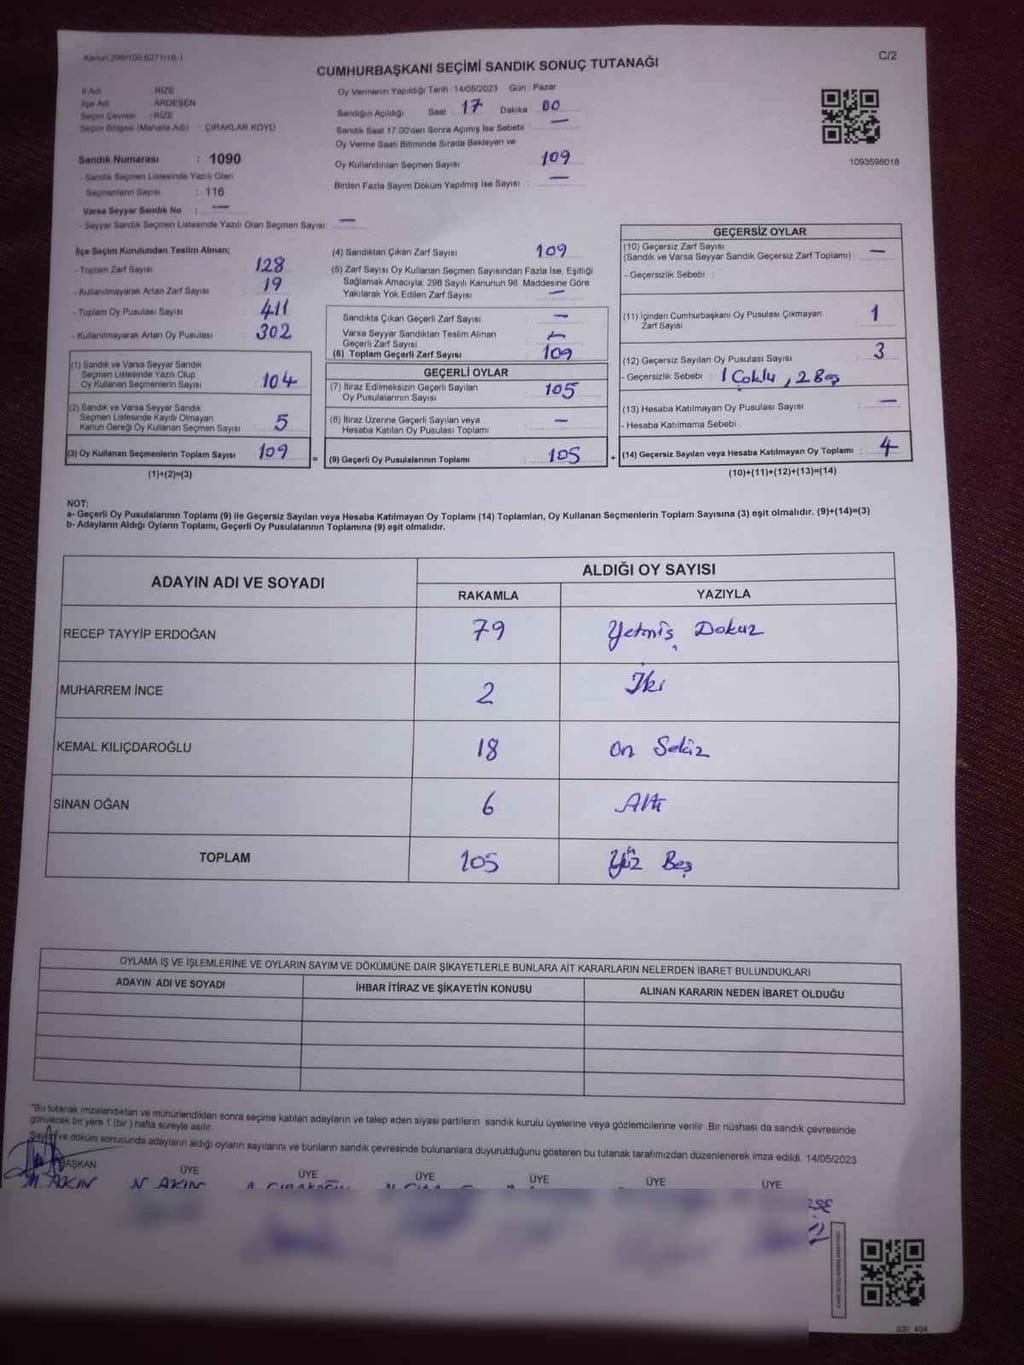 Kanun 298/105-6271/18-1
C/2
CUMHURBAŞKANI SEÇİMİ SANDIK SONUÇ TUTANAĞI
İl Adı : RİZE
İlçe Adı : ARDEŞEN
Seçim Çevresi : RİZE
Seçim Bölgesi (Mahalle Adı) : ÇIRAKLAR KÖYÜ
Sandık Numarası : 1090
- Sandık Seçmen Listesinde Yazılı Olan
Seçmenlerin Sayısı : 116
Varsa Seyyar Sandık No : —
- Seyyar Sandık Seçmen Listesinde Yazılı Olan Seçmen Sayısı: —
Oy Vermenin Yapıldığı Tarih : 14/05/2023 Gün : Pazar
Sandığın Açıldığı Saat : 17 Dakika : 00
Sandık Saat 17.00'den Sonra Açılmış İse Sebebi : —
Oy Verme Saati Bitiminde Sırada Bekleyen ve
Oy Kullandırılan Seçmen Sayısı : 109
Birden Fazla Sayım Döküm Yapılmış İse Sayısı : —
1093598018
İlçe Seçim Kurulundan Teslim Alınan;
- Toplam Zarf Sayısı : 128
- Kullanılmayarak Artan Zarf Sayısı : 19
- Toplam Oy Pusulası Sayısı : 411
- Kullanılmayarak Artan Oy Pusulası : 302
(1) Sandık ve Varsa Seyyar Sandık
Seçmen Listesinde Yazılı Olup
Oy Kullanan Seçmenlerin Sayısı : 104
(2) Sandık ve Varsa Seyyar Sandık
Seçmen Listesinde Kayıtlı Olmayan
Kanun Gereği Oy Kullanan Seçmen Sayısı : 5
(3) Oy Kullanan Seçmenlerin Toplam Sayısı : 109
(1)+(2)=(3)
(4) Sandıktan Çıkan Zarf Sayısı : 109
(5) Zarf Sayısı Oy Kullanan Seçmen Sayısından Fazla İse, Eşitliği
Sağlamak Amacıyla; 298 Sayılı Kanunun 98. Maddesine Göre
Yakılarak Yok Edilen Zarf Sayısı : —
Sandıkta Çıkan Geçerli Zarf Sayısı : —
Varsa Seyyar Sandıktan Teslim Alınan
Geçerli Zarf Sayısı : —
(6) Toplam Geçerli Zarf Sayısı : 109
GEÇERLİ OYLAR
(7) İtiraz Edilmeksizin Geçerli Sayılan
Oy Pusulalarının Sayısı : 105
(8) İtiraz Üzerine Geçerli Sayılan veya
Hesaba Katılan Oy Pusulası Toplamı : —
= (9) Geçerli Oy Pusulalarının Toplamı : 105
GEÇERSİZ OYLAR
(10) Geçersiz Zarf Sayısı
(Sandık ve Varsa Seyyar Sandık Geçersiz Zarf Toplamı) : —
- Geçersizlik Sebebi :
(11) İçinden Cumhurbaşkanı Oy Pusulası Çıkmayan
Zarf Sayısı : 1
(12) Geçersiz Sayılan Oy Pusulası Sayısı : 3
- Geçersizlik Sebebi : 1 Çoklu, 2 Boş
(13) Hesaba Katılmayan Oy Pusulası Sayısı : —
- Hesaba Katılmama Sebebi :
+ (14) Geçersiz Sayılan veya Hesaba Katılmayan Oy Toplamı : 4
(10)+(11)+(12)+(13)=(14)
NOT:
a- Geçerli Oy Pusulalarının Toplamı (9) ile Geçersiz Sayılan veya Hesaba Katılmayan Oy Toplamı (14) Toplamları, Oy Kullanan Seçmenlerin Toplam Sayısına (3) eşit olmalıdır. (9)+(14)=(3)
b- Adayların Aldığı Oyların Toplamı, Geçerli Oy Pusulalarının Toplamına (9) eşit olmalıdır.
ADAYIN ADI VE SOYADI ALDIĞI OY SAYISI
RAKAMLA YAZIYLA
RECEP TAYYİP ERDOĞAN 79 Yetmiş Dokuz
MUHARREM İNCE 2 İki
KEMAL KILIÇDAROĞLU 18 On Sekiz
SİNAN OĞAN 6 Altı
TOPLAM 105 Yüz Beş
OYLAMA İŞ VE İŞLEMLERİNE VE OYLARIN SAYIM VE DÖKÜMÜNE DAİR ŞİKAYETLERLE BUNLARA AİT KARARLARIN NELERDEN İBARET BULUNDUKLARI
ADAYIN ADI VE SOYADI İHBAR İTİRAZ VE ŞİKAYETİN KONUSU ALINAN KARARIN NEDEN İBARET OLDUĞU
"Bu tutanak imzalandıktan ve mühürlendikten sonra seçime katılan adayların ve talep eden siyasi partilerin sandık kurulu üyelerine veya gözlemcilerine verilir .Bir nüshası da sandık çevresinde
görülecek bir yere 1 (bir ) hafta süreyle asılır.
Sayım ve döküm sonucunda adayların aldığı oyların sayılarını ve bunların sandık çevresinde bulunanlara duyurulduğunu gösteren bu tutanak tarafımızdan düzenlenerek imza edildi. 14/05/2023
BAŞKAN ÜYE ÜYE ÜYE ÜYE ÜYE ÜYE
M. AKIN N. AKIN